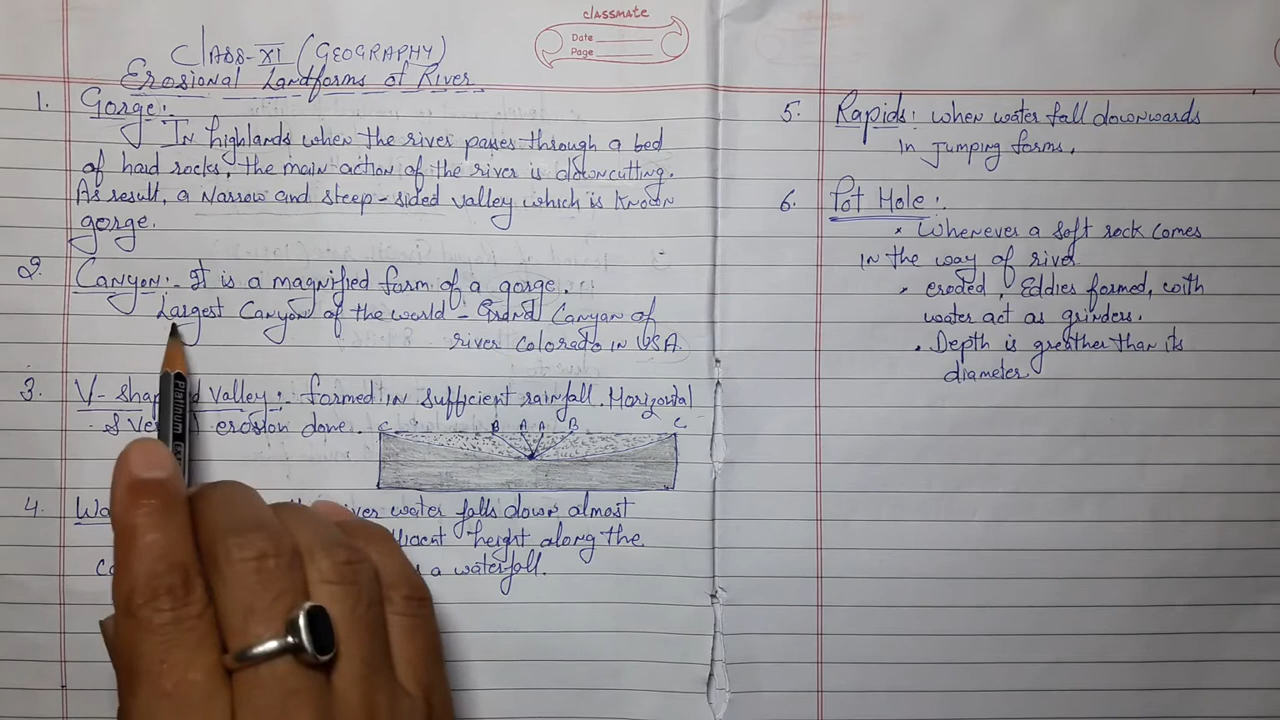 classmate
Date
Page
Class-XI (GEOGRAPHY)
Erosional Landforms of River
1. Gorge:
In highlands when the river passes through a bed
of hard rocks, the main action of the river is downcutting.
As result, a Narrow and steep-sided valley which is known
gorge.
2. Canyon:- It is a magnified form of a gorge.
Largest Canyon of the world - Grand Canyan of
river Colorado in USA.
3. V-Shaped Valley:- formed in sufficient rainfall. Horizontal
& erosion done.
C B A A B C
4. river water falls down almost
height along the
a waterfall.
5. Rapids: when water fall downwards
in Jumping forms.
6. Pot Hole:
* Whenever a soft rock comes
in the way of river
* eroded, Eddies formed, with
water act as grinders.
• Depth is greather than its
diameter